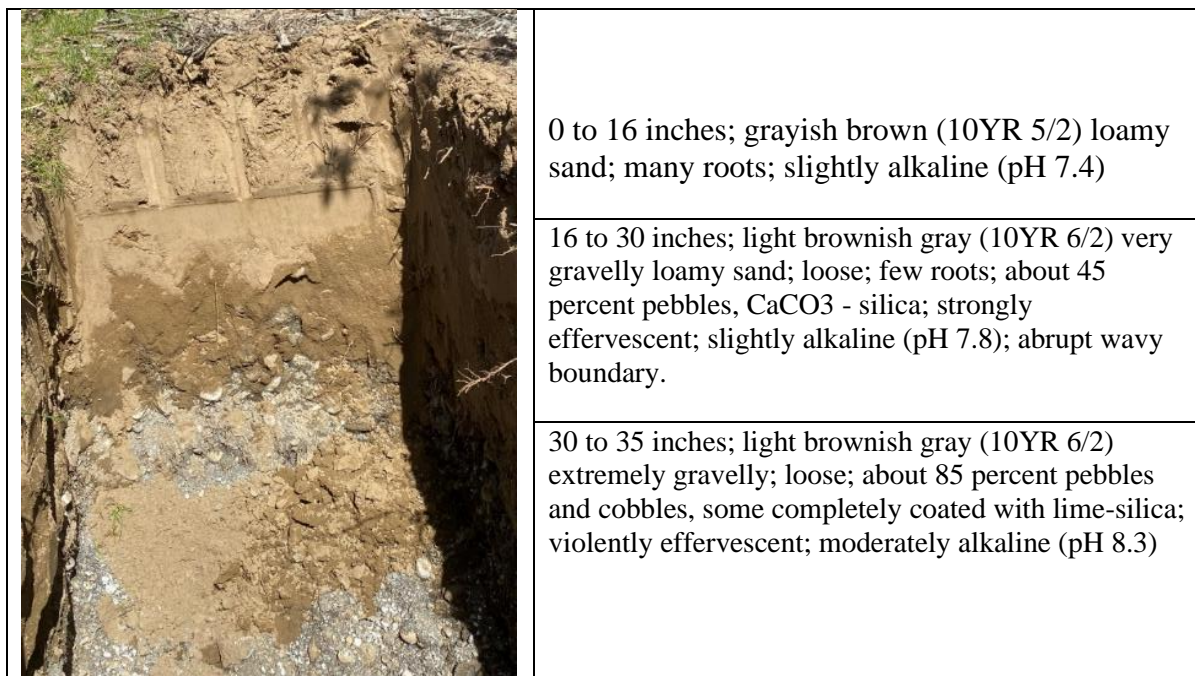 0 to 16 inches; grayish brown (10YR 5/2) loamy
sand; many roots; slightly alkaline (pH 7.4)
16 to 30 inches; light brownish gray (10YR 6/2) very
gravelly loamy sand; loose; few roots; about 45
percent pebbles, CaCO3 - silica; strongly
effervescent; slightly alkaline (pH 7.8); abrupt wavy
boundary.
30 to 35 inches; light brownish gray (10YR 6/2)
extremely gravelly; loose; about 85 percent pebbles
and cobbles, some completely coated with lime-silica;
violently effervescent; moderately alkaline (pH 8.3)